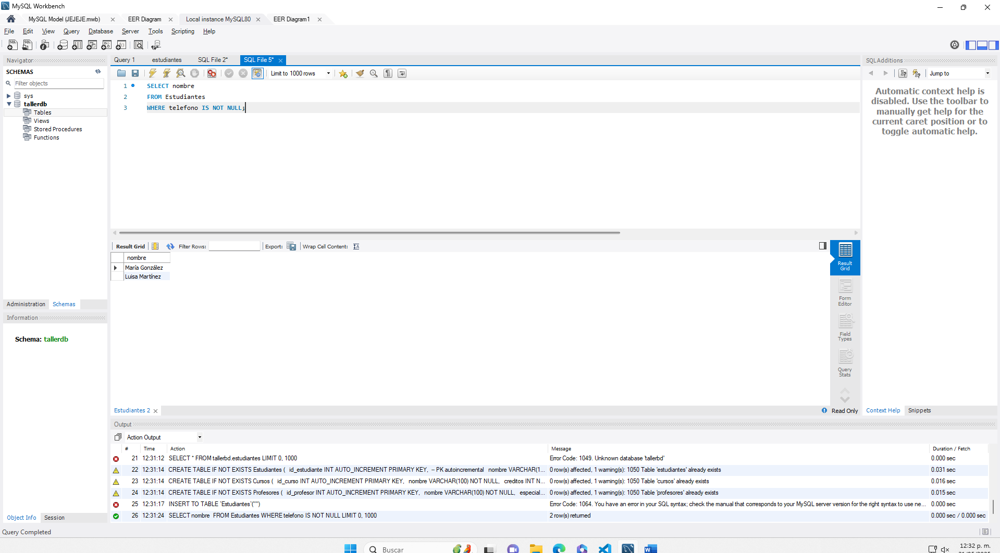 MySQL Workbench
MySQL Model (JEJEJE.mwb) EER Diagram Local instance MySQL80 EER Diagram1
File Edit View Query Database Server Tools Scripting Help
Navigator
SCHEMAS
Filter objects
sys
tallerdb
Tables
Views
Stored Procedures
Functions
Administration Schemas
Information
Schema: tallerdb
Object Info Session
Query 1 estudiantes SQL File 2* SQL File 5*
Limit to 1000 rows
1 SELECT nombre
2 FROM Estudiantes
3 WHERE telefono IS NOT NULL;
Result Grid Filter Rows: Export: Wrap Cell Content:
nombre
María González
Luisa Martínez
Result Grid
Form Editor
Field Types
Query Stats
Estudiantes 2 Read Only
SQLAdditions
Jump to
Automatic context help is
disabled. Use the toolbar to
manually get help for the
current caret position or to
toggle automatic help.
Context Help Snippets
Output
Action Output
# Time Action Message Duration / Fetch
21 12:31:12 SELECT * FROM tallerbd.estudiantes LIMIT 0, 1000 Error Code: 1049. Unknown database 'tallerbd' 0.000 sec
22 12:31:14 CREATE TABLE IF NOT EXISTS Estudiantes ( id_estudiante INT AUTO_INCREMENT PRIMARY KEY, -- PK autoincremental nombre VARCHAR(1... 0 row(s) affected, 1 warning(s): 1050 Table 'estudiantes' already exists 0.031 sec
23 12:31:14 CREATE TABLE IF NOT EXISTS Cursos ( id_curso INT AUTO_INCREMENT PRIMARY KEY, nombre VARCHAR(100) NOT NULL, creditos INT N... 0 row(s) affected, 1 warning(s): 1050 Table 'cursos' already exists 0.016 sec
24 12:31:14 CREATE TABLE IF NOT EXISTS Profesores ( id_profesor INT AUTO_INCREMENT PRIMARY KEY, nombre VARCHAR(100) NOT NULL, especial... 0 row(s) affected, 1 warning(s): 1050 Table 'profesores' already exists 0.015 sec
25 12:31:17 INSERT TO TABLE `Estudiantes`("") Error Code: 1064. You have an error in your SQL syntax; check the manual that corresponds to your MySQL server version for the right syntax to use ne... 0.000 sec
26 12:31:24 SELECT nombre FROM Estudiantes WHERE telefono IS NOT NULL LIMIT 0, 1000 2 row(s) returned 0.000 sec / 0.000 sec
Query Completed
Buscar
12:32 p. m.